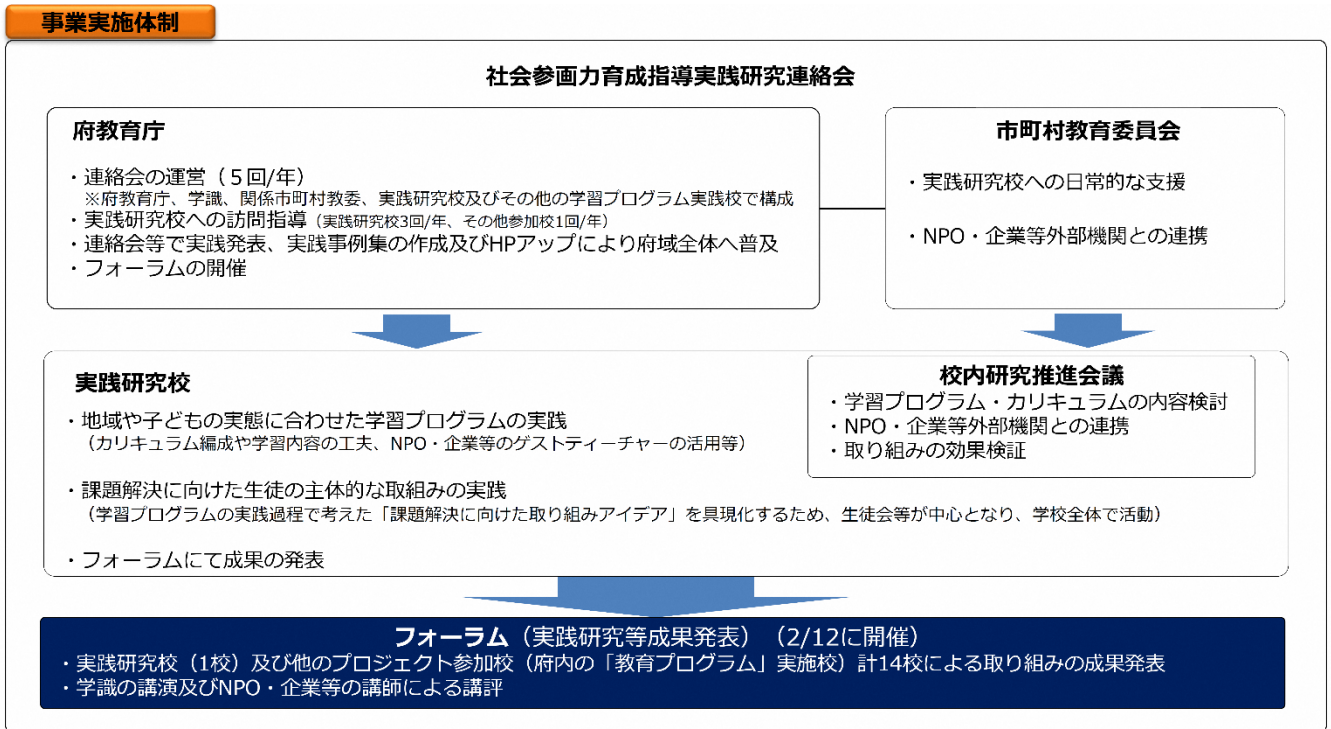 事業実施体制
社会参画力育成指導実践研究連絡会
府教育庁
・連絡会の運営（５回/年）
※府教育庁、学識、関係市町村教委、実践研究校及びその他の学習プログラム実践校で構成
・実践研究校への訪問指導（実践研究校3回/年、その他参加校1回/年）
・連絡会等で実践発表、実践事例集の作成及びHPアップにより府域全体へ普及
・フォーラムの開催
市町村教育委員会
・実践研究校への日常的な支援
・NPO・企業等外部機関との連携
実践研究校
・地域や子どもの実態に合わせた学習プログラムの実践
（カリキュラム編成や学習内容の工夫、NPO・企業等のゲストティーチャーの活用等）
・課題解決に向けた生徒の主体的な取組みの実践
（学習プログラムの実践過程で考えた「課題解決に向けた取り組みアイデア」を具現化するため、生徒会等が中心となり、学校全体で活動）
・フォーラムにて成果の発表
校内研究推進会議
・学習プログラム・カリキュラムの内容検討
・NPO・企業等外部機関との連携
・取り組みの効果検証
フォーラム（実践研究等成果発表）（2/12に開催）
・実践研究校（1校）及び他のプロジェクト参加校（府内の「教育プログラム」実施校）計14校による取り組みの成果発表
・学識の講演及びNPO・企業等の講師による講評